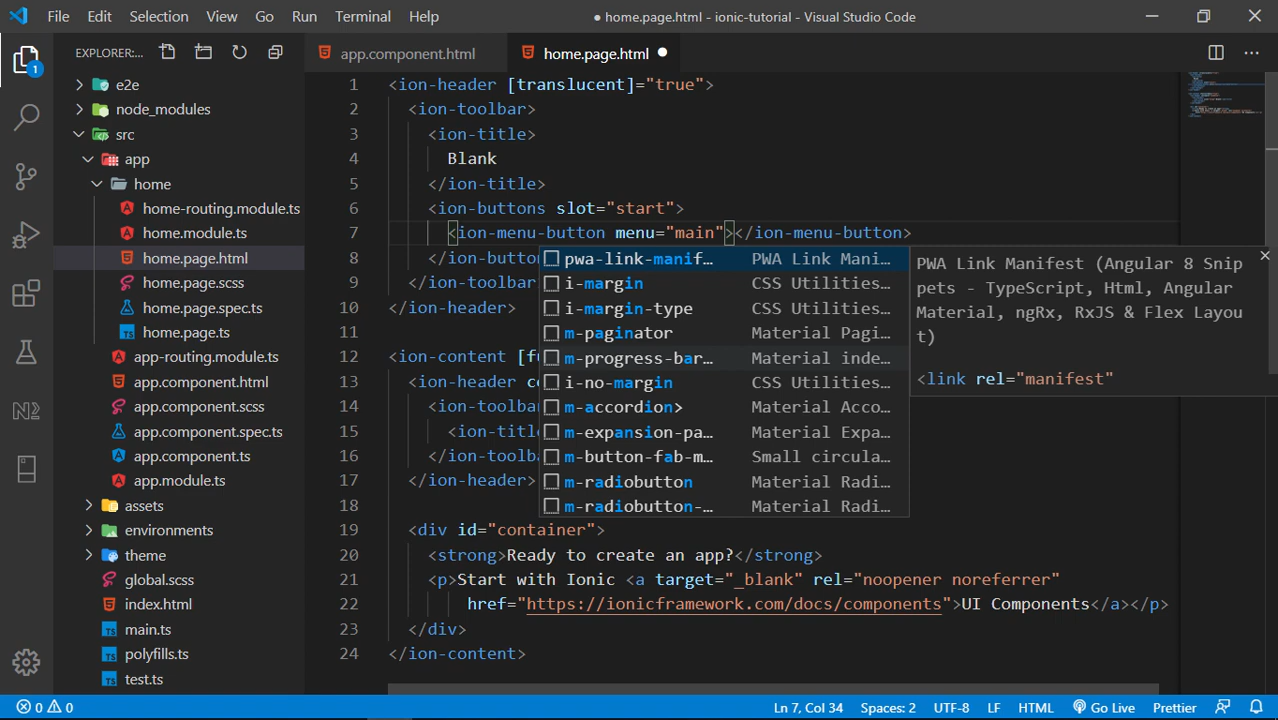 File Edit Selection View Go Run Terminal Help ● home.page.html - ionic-tutorial - Visual Studio Code
EXPLORER:...
1
e2e
node_modules
src
app
home
home-routing.module.ts
home.module.ts
home.page.html
home.page.scss
home.page.spec.ts
home.page.ts
app-routing.module.ts
app.component.html
app.component.scss
app.component.spec.ts
app.component.ts
app.module.ts
assets
environments
theme
global.scss
index.html
main.ts
polyfills.ts
test.ts
app.component.html home.page.html ●
1 <ion-header [translucent]="true">
2 <ion-toolbar>
3 <ion-title>
4 Blank
5 </ion-title>
6 <ion-buttons slot="start">
7 <ion-menu-button menu="main"></ion-menu-button>
8 </ion-button
9 </ion-toolbar
10 </ion-header>
11
12 <ion-content [fu
13 <ion-header co
14 <ion-toolba
15 <ion-titl
16 </ion-toolb
17 </ion-header>
18
19 <div id="container">
20 <strong>Ready to create an app?</strong>
21 <p>Start with Ionic <a target="_blank" rel="noopener noreferrer"
22 href="https://ionicframework.com/docs/components">UI Components</a></p>
23 </div>
24 </ion-content>
pwa-link-manif… PWA Link Mani…
i-margin CSS Utilities…
i-margin-type CSS Utilities…
m-paginator Material Pagi…
m-progress-bar… Material inde…
i-no-margin CSS Utilities…
m-accordion> Material Acco…
m-expansion-pa… Material Expa…
m-button-fab-m… Small circula…
m-radiobutton Material Radi…
m-radiobutton-… Material Radi…
PWA Link Manifest (Angular 8 Snip
pets - TypeScript, Html, Angular
Material, ngRx, RxJS & Flex Layou
t)
<link rel="manifest"
0 0 Ln 7, Col 34 Spaces: 2 UTF-8 LF HTML Go Live Prettier